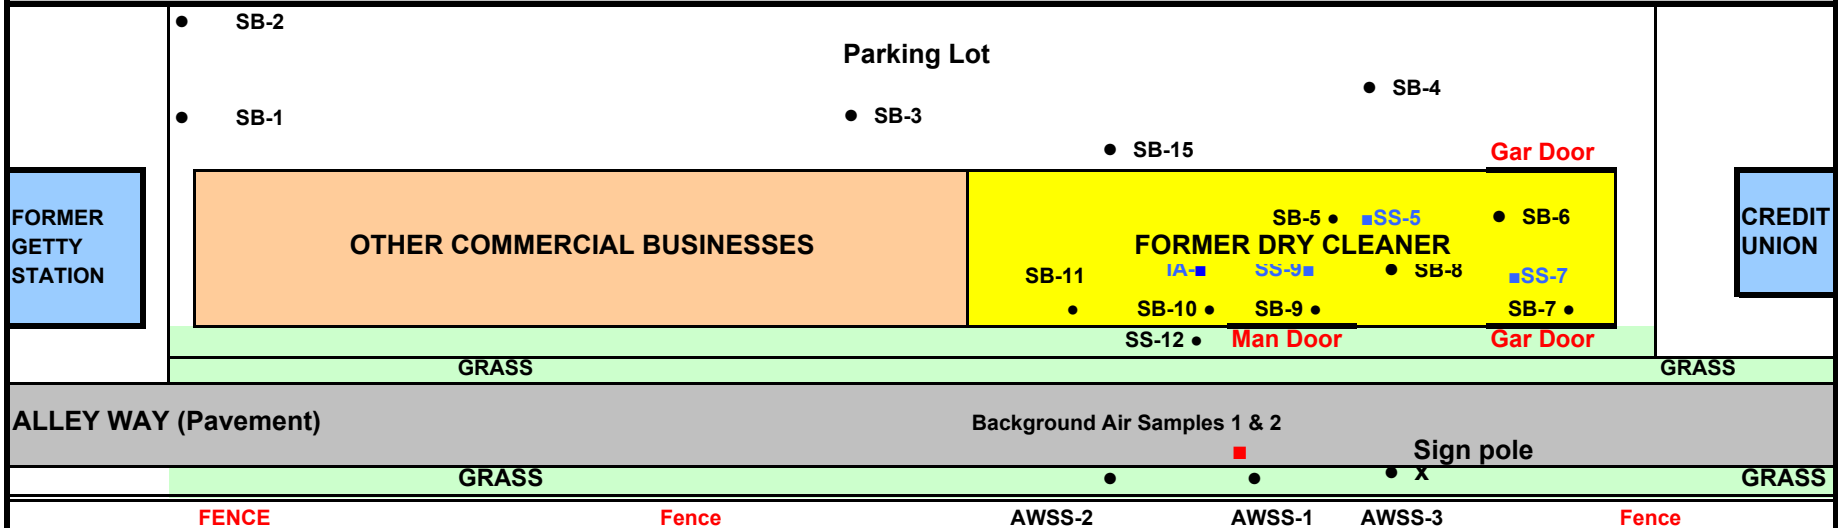 SB-2
Parking Lot
SB-4
SB-1
SB-3
SB-15
Gar Door
FORMER
GETTY
STATION
OTHER COMMERCIAL BUSINESSES
SB-5
SS-5
SB-6
FORMER DRY CLEANER
CREDIT
UNION
SB-11
IA-
SS-9
SB-8
SS-7
SB-10
SB-9
SB-7
SS-12
Man Door
Gar Door
GRASS
GRASS
ALLEY WAY (Pavement)
Background Air Samples 1 & 2
Sign pole
x
GRASS
GRASS
FENCE
Fence
AWSS-2
AWSS-1
AWSS-3
Fence